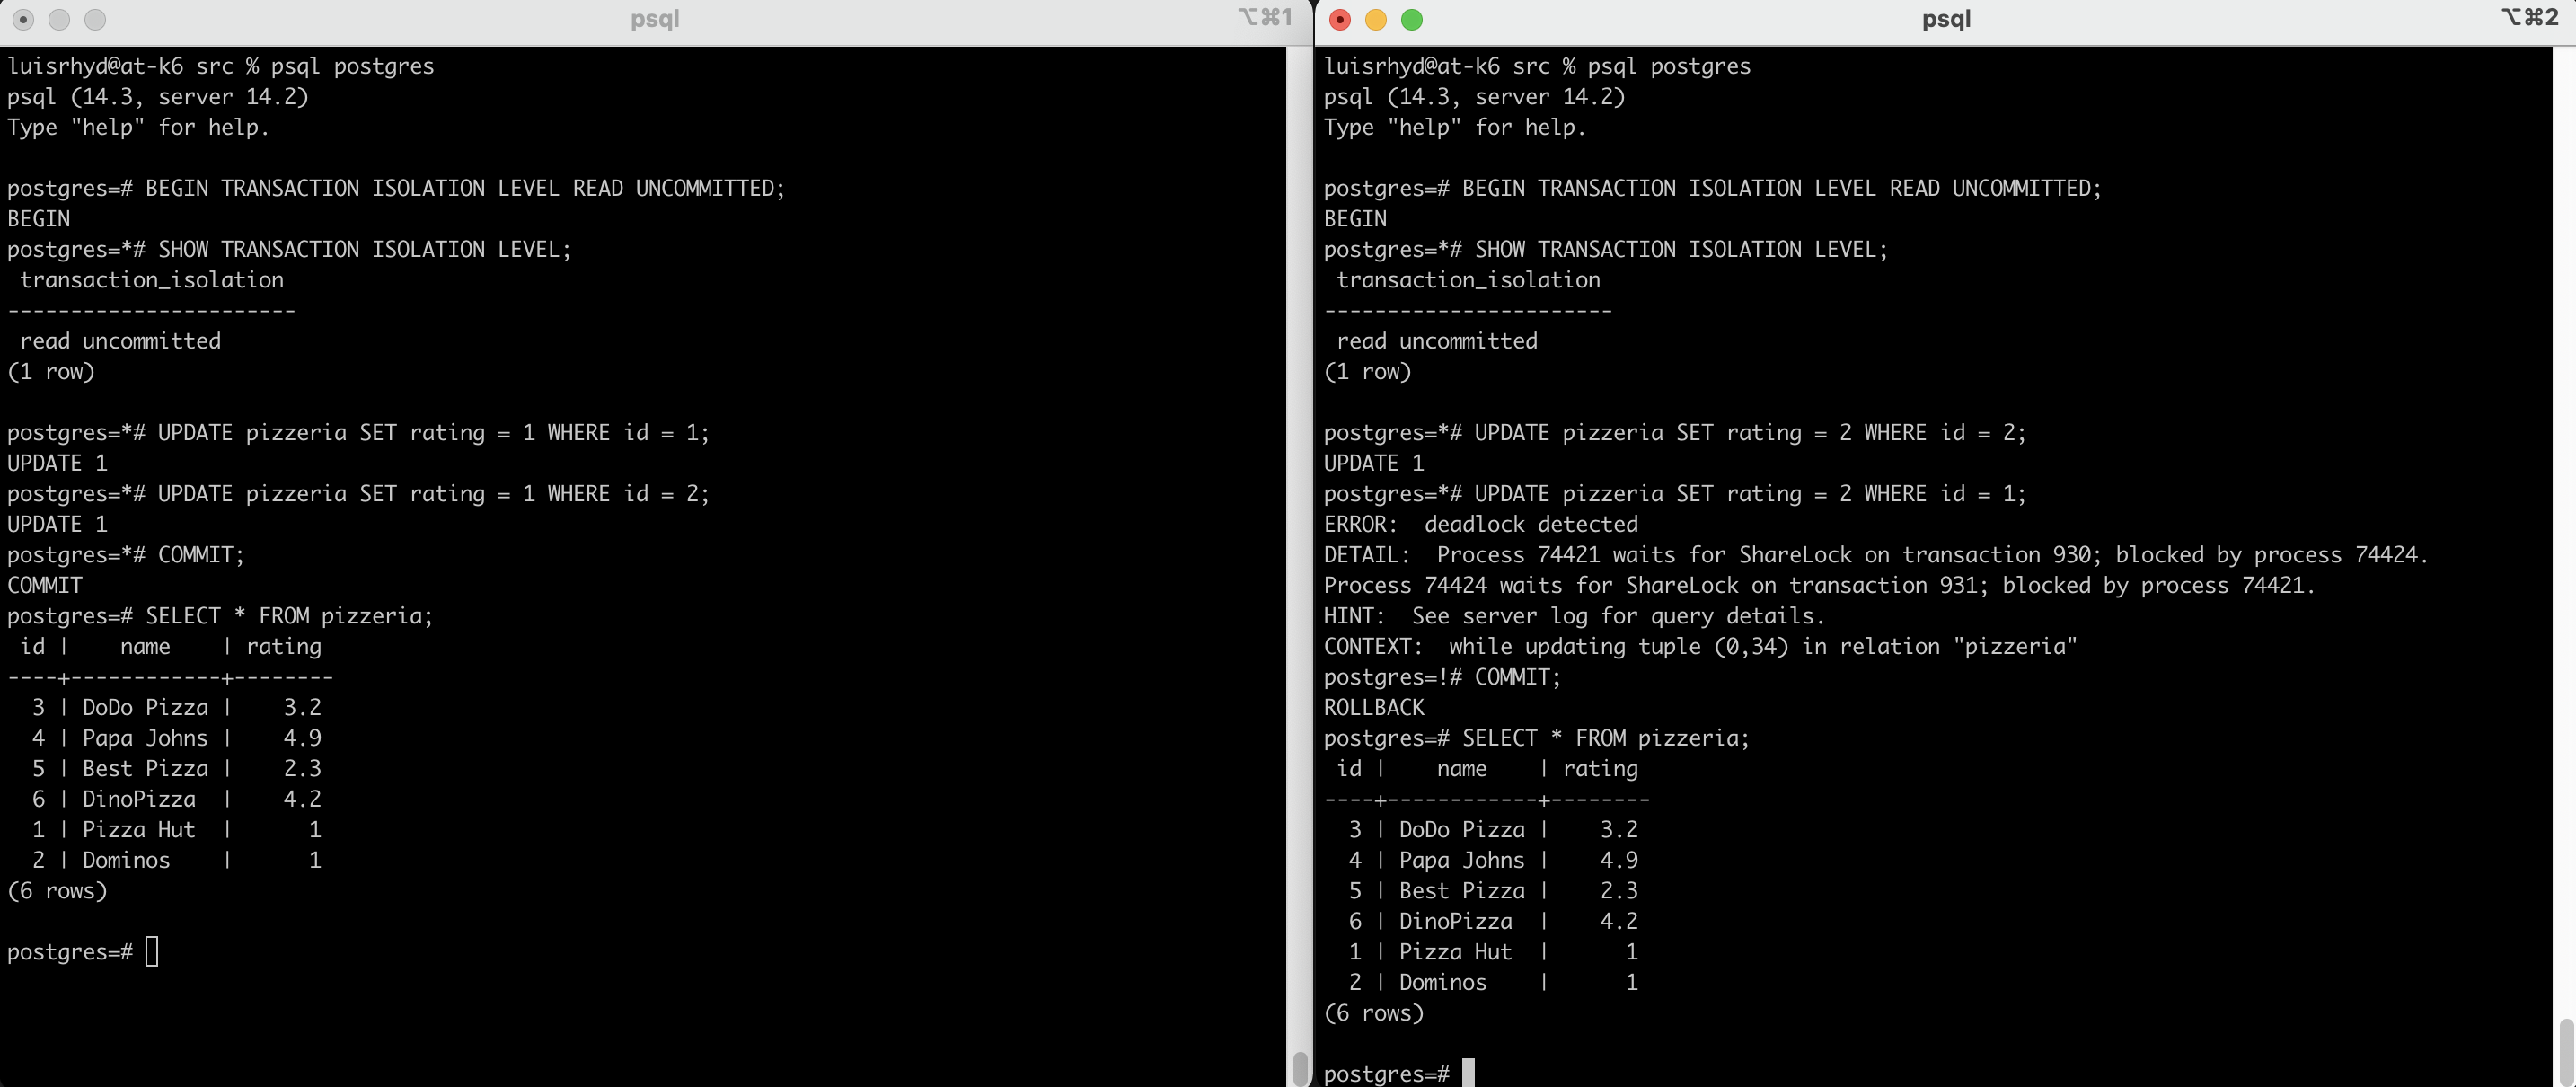 psql
⌥⌘1
luisrhyd@at-k6 src % psql postgres
psql (14.3, server 14.2)
Type "help" for help.
postgres=# BEGIN TRANSACTION ISOLATION LEVEL READ UNCOMMITTED;
BEGIN
postgres=*# SHOW TRANSACTION ISOLATION LEVEL;
 transaction_isolation
-----------------------
 read uncommitted
(1 row)
postgres=*# UPDATE pizzeria SET rating = 1 WHERE id = 1;
UPDATE 1
postgres=*# UPDATE pizzeria SET rating = 1 WHERE id = 2;
UPDATE 1
postgres=*# COMMIT;
COMMIT
postgres=# SELECT * FROM pizzeria;
 id |    name    | rating
----+------------+--------
  3 | DoDo Pizza |    3.2
  4 | Papa Johns |    4.9
  5 | Best Pizza |    2.3
  6 | DinoPizza  |    4.2
  1 | Pizza Hut  |      1
  2 | Dominos    |      1
(6 rows)
postgres=#
psql
⌥⌘2
luisrhyd@at-k6 src % psql postgres
psql (14.3, server 14.2)
Type "help" for help.
postgres=# BEGIN TRANSACTION ISOLATION LEVEL READ UNCOMMITTED;
BEGIN
postgres=*# SHOW TRANSACTION ISOLATION LEVEL;
 transaction_isolation
-----------------------
 read uncommitted
(1 row)
postgres=*# UPDATE pizzeria SET rating = 2 WHERE id = 2;
UPDATE 1
postgres=*# UPDATE pizzeria SET rating = 2 WHERE id = 1;
ERROR:  deadlock detected
DETAIL:  Process 74421 waits for ShareLock on transaction 930; blocked by process 74424.
Process 74424 waits for ShareLock on transaction 931; blocked by process 74421.
HINT:  See server log for query details.
CONTEXT:  while updating tuple (0,34) in relation "pizzeria"
postgres=!# COMMIT;
ROLLBACK
postgres=# SELECT * FROM pizzeria;
 id |    name    | rating
----+------------+--------
  3 | DoDo Pizza |    3.2
  4 | Papa Johns |    4.9
  5 | Best Pizza |    2.3
  6 | DinoPizza  |    4.2
  1 | Pizza Hut  |      1
  2 | Dominos    |      1
(6 rows)
postgres=#